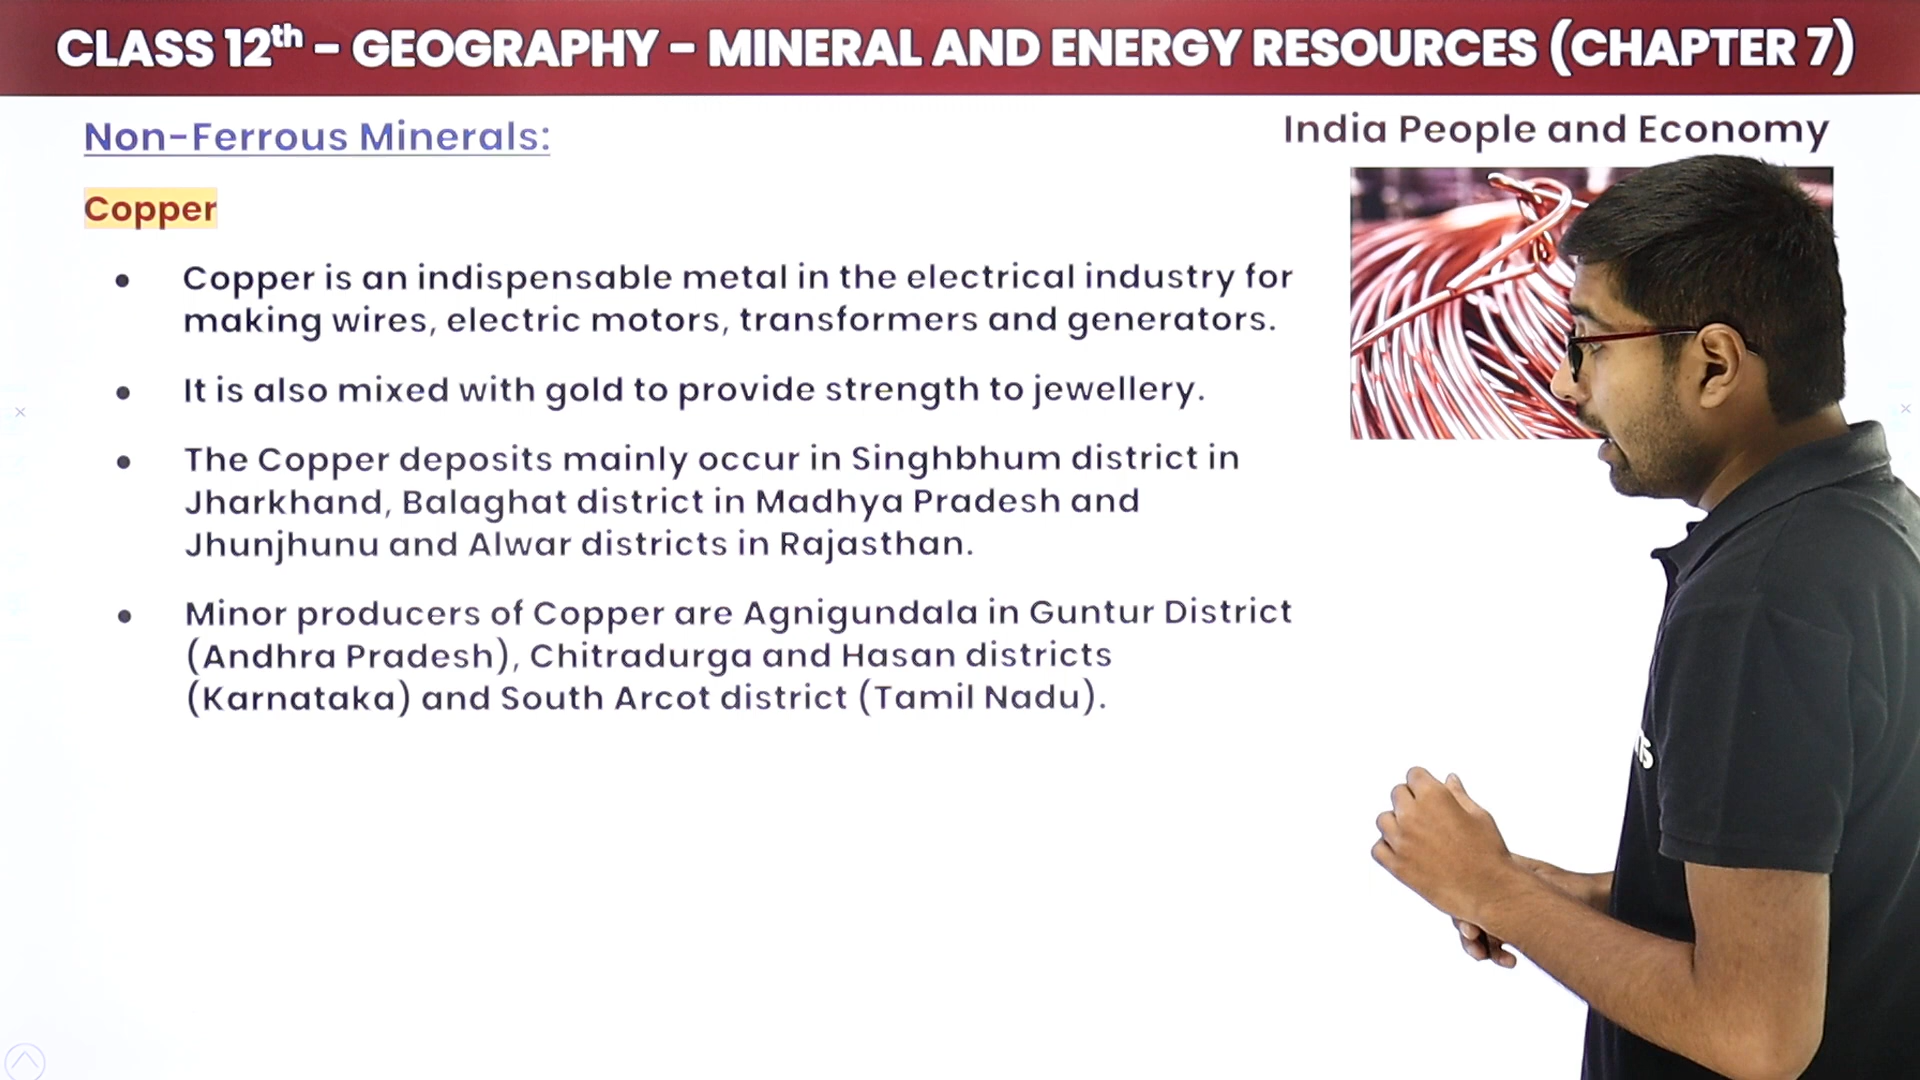 CLASS 12th – GEOGRAPHY – MINERAL AND ENERGY RESOURCES (CHAPTER 7)
Non-Ferrous Minerals:
India People and Economy
Copper
• Copper is an indispensable metal in the electrical industry for
making wires, electric motors, transformers and generators.
• It is also mixed with gold to provide strength to jewellery.
• The Copper deposits mainly occur in Singhbhum district in
Jharkhand, Balaghat district in Madhya Pradesh and
Jhunjhunu and Alwar districts in Rajasthan.
• Minor producers of Copper are Agnigundala in Guntur District
(Andhra Pradesh), Chitradurga and Hasan districts
(Karnataka) and South Arcot district (Tamil Nadu).